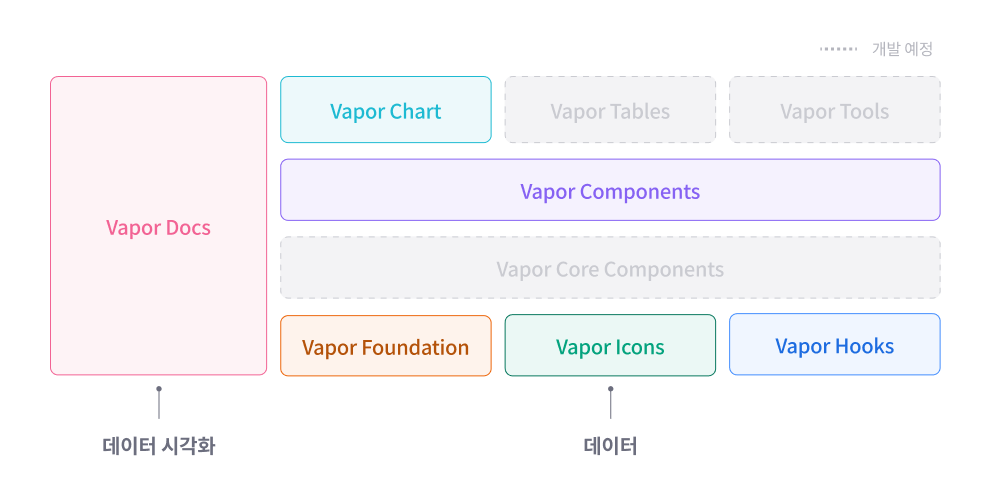 개발 예정
Vapor Chart
Vapor Tables
Vapor Tools
Vapor Docs
Vapor Components
Vapor Core Components
Vapor Foundation
Vapor Icons
Vapor Hooks
데이터 시각화
데이터